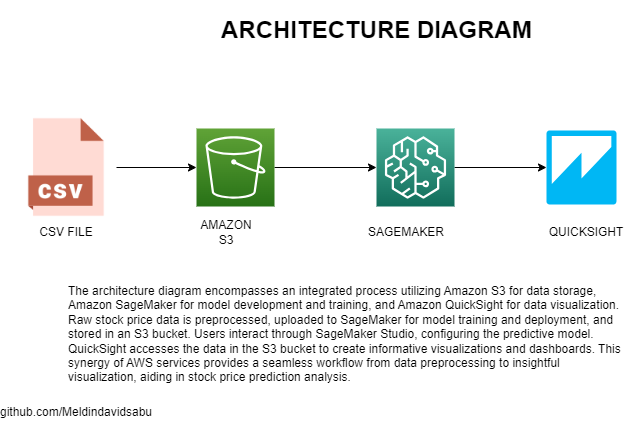 ARCHITECTURE DIAGRAM
CSV
CSV FILE
AMAZON
S3
SAGEMAKER
QUICKSIGHT
The architecture diagram encompasses an integrated process utilizing Amazon S3 for data storage,
Amazon SageMaker for model development and training, and Amazon QuickSight for data visualization.
Raw stock price data is preprocessed, uploaded to SageMaker for model training and deployment, and
stored in an S3 bucket. Users interact through SageMaker Studio, configuring the predictive model.
QuickSight accesses the data in the S3 bucket to create informative visualizations and dashboards. This
synergy of AWS services provides a seamless workflow from data preprocessing to insightful
visualization, aiding in stock price prediction analysis.
github.com/Meldindavidsabu